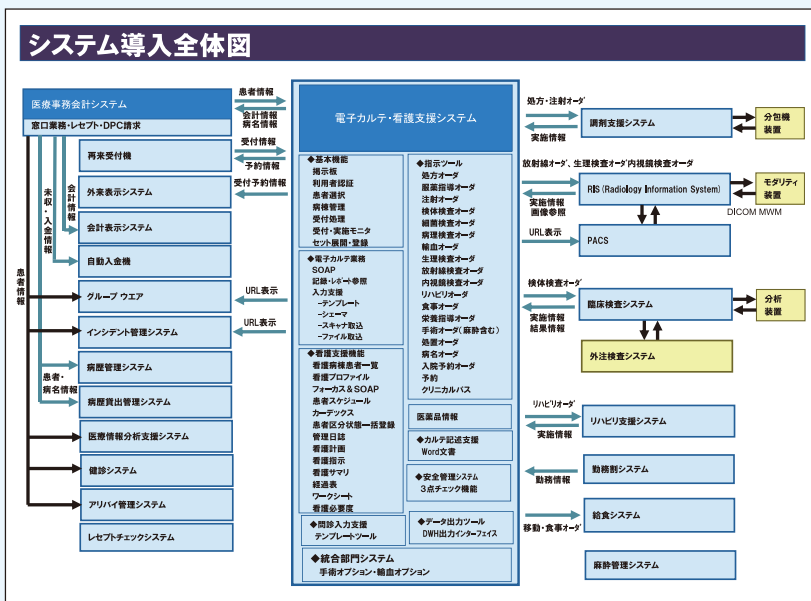 システム導入全体図
医療事務会計システム
窓口業務・レセプト・DPC請求
患者情報
会計情報
病名情報
受付情報
予約情報
受付予約情報
URL表示
URL表示
未収・入金情報
会計情報
患者情報
患者・
病名情報
再来受付機
外来表示システム
会計表示システム
自動入金機
グループ ウエア
インシデント管理システム
病歴管理システム
病歴貸出管理システム
医療情報分析支援システム
健診システム
アリバイ管理システム
レセプトチェックシステム
電子カルテ・看護支援システム
◆基本機能
掲示板
利用者認証
患者選択
病棟管理
受付処理
受付・実施モニタ
セット展開・登録
◆電子カルテ業務
SOAP
記録・レポート参照
入力支援
−テンプレート
−シェーマ
−スキャナ取込
−ファイル取込
◆看護支援機能
看護病棟患者一覧
看護プロファイル
フォーカス＆SOAP
患者スケジュール
カーデックス
患者区分状態一括登録
管理日誌
看護計画
看護指示
看護サマリ
経過表
ワークシート
看護必要度
◆問診入力支援
テンプレートツール
◆指示ツール
処方オーダ
服薬指導オーダ
注射オーダ
検体検査オーダ
細菌検査オーダ
病理検査オーダ
輸血オーダ
生理検査オーダ
放射線検査オーダ
内視鏡検査オーダ
リハビリオーダ
食事オーダ
栄養指導オーダ
手術オーダ(麻酔含む)
処置オーダ
病名オーダ
入院予約オーダ
予約
クリニカルパス
医薬品情報
◆カルテ記述支援
Word文書
◆安全管理システム
３点チェック機能
◆データ出力ツール
DWH出力インターフェイス
◆統合部門システム
手術オプション・輸血オプション
処方・注射オーダ
実施情報
調剤支援システム
分包機
装置
放射線オーダ、生理検査オーダ内視鏡検査オーダ
実施情報
画像参照
RIS (Radiology Information System)
モダリティ
装置
DICOM MWM
URL表示
PACS
検体検査オーダ
実施情報
結果情報
臨床検査システム
分析
装置
外注検査システム
リハビリオーダ
実施情報
リハビリ支援システム
勤務情報
勤務割システム
移動・食事オーダ
給食システム
麻酔管理システム